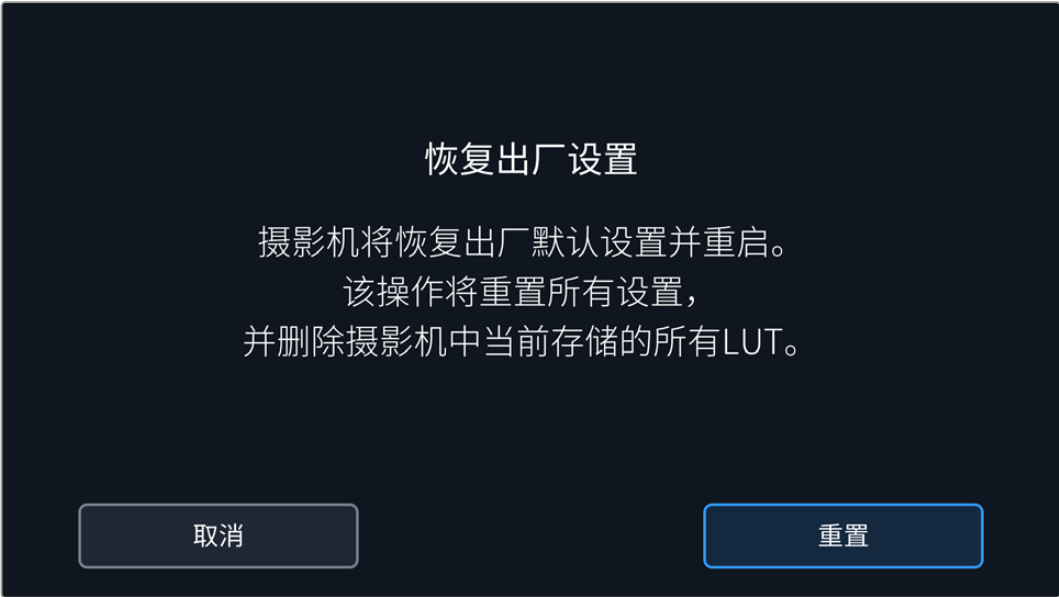 恢复出厂设置
摄影机将恢复出厂默认设置并重启。
该操作将重置所有设置，
并删除摄影机中当前存储的所有LUT。
取消
重置